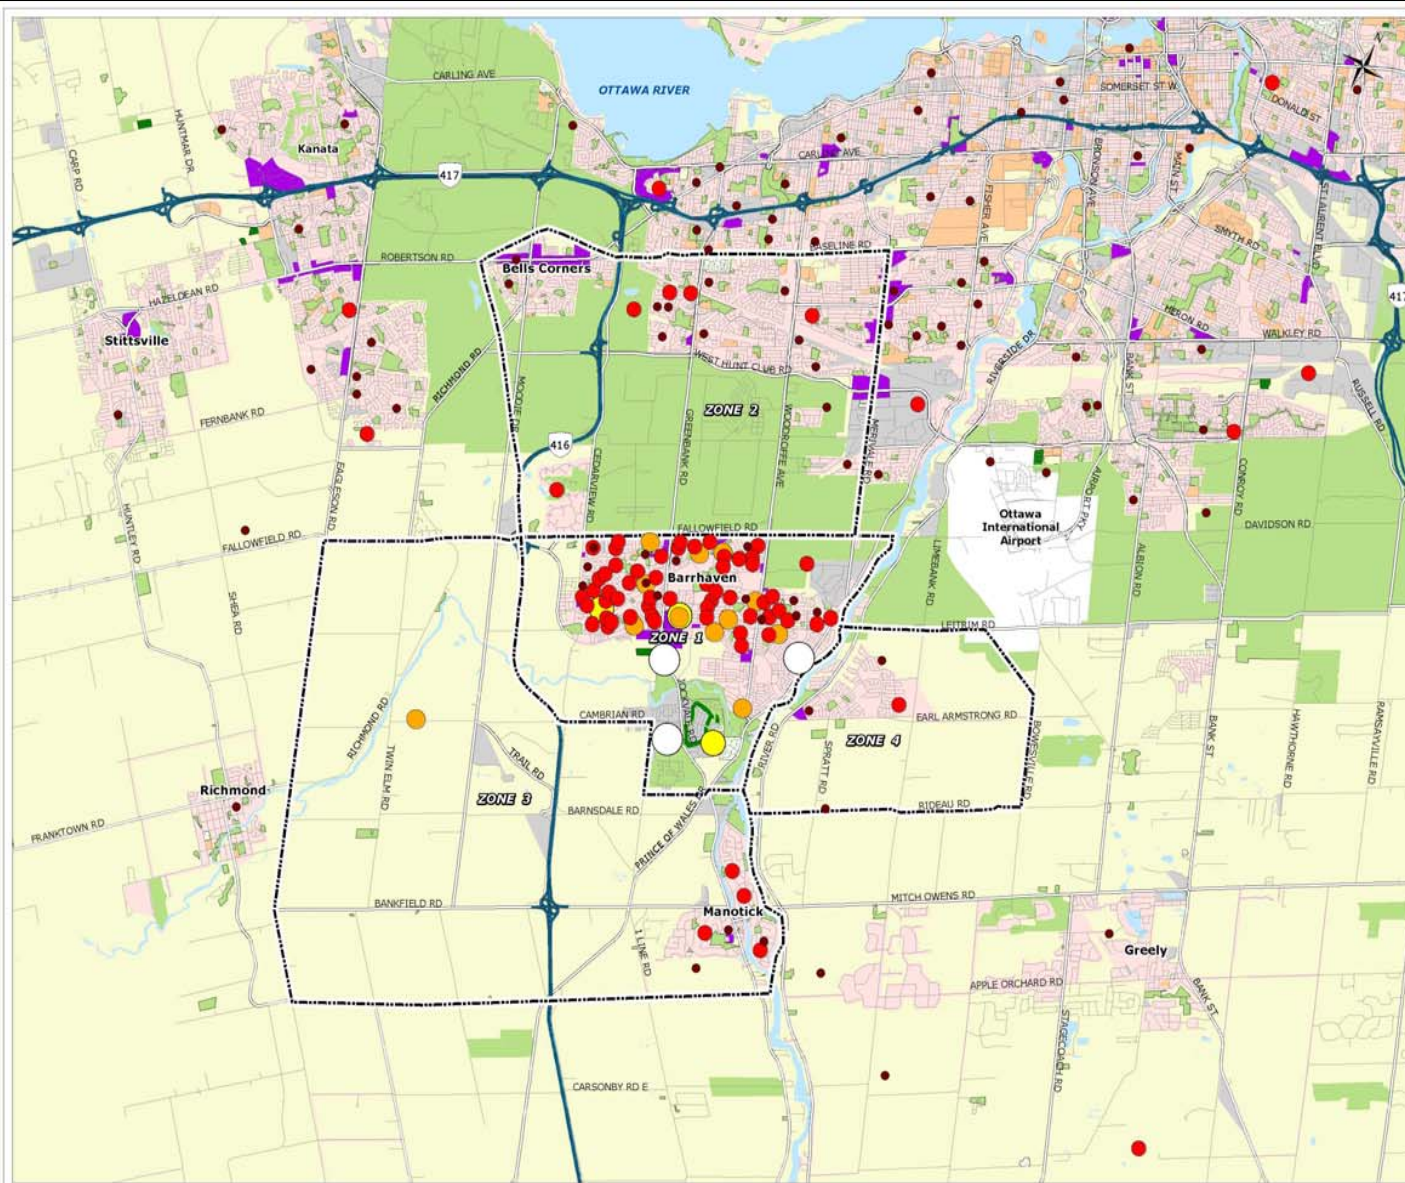 N
CARLING AVE
OTTAWA RIVER
SOMERSET ST W
DONALD ST
HUNTMAR DR
CARP RD
Kanata
417
CARLING AVE
BRONSON AVE
MAIN ST
ST LAURENT BLVD
FISHER AVE
SMYTH RD
BASELINE RD
ROBERTSON RD
Bells Corners
HAZELDEAN RD
417
Stittsville
HERON RD
WALKLEY RD
RIVERSIDE DR
RICHMOND RD
WEST HUNT CLUB RD
BANK ST
RUSSELL RD
MOODIE DR
FERNBANK RD
ZONE 2
GREENBANK RD
WOODROFFE AVE
MERIVALE RD
416
CEDARVIEW RD
EAGLESON RD
AIRPORT PKY
CONROY RD
HUNTLEY RD
Ottawa
International
Airport
DAVIDSON RD
FALLOWFIELD RD
FALLOWFIELD RD
LIMEBANK RD
ALBION RD
Barrhaven
SHEA RD
LEITRIM RD
ZONE 1
RICHMOND RD
CAMBRIAN RD
EARL ARMSTRONG RD
BOWESVILLE RD
BANK ST
HAWTHORNE RD
RAMSAYVILLE RD
RIVER RD
ZONE 4
TWIN ELM RD
TRAIL RD
SPRATT RD
Richmond
ZONE 3
BARNSDALE RD
RIDEAU RD
FRANKTOWN RD
PRINCE OF WALES DR
BANKFIELD RD
MITCH OWENS RD
Manotick
1 LINE RD
Greely
APPLE ORCHARD RD
BANK ST
STAGECOACH RD
CARSONBY RD E